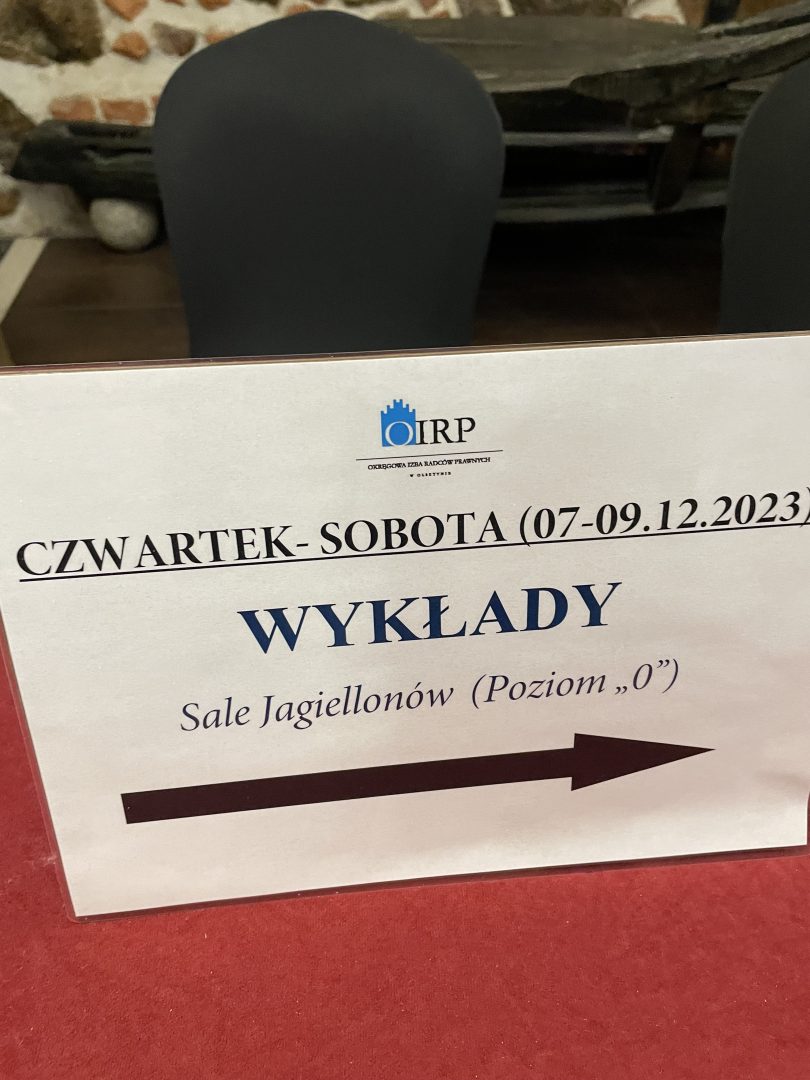 OIRP
OKRĘGOWA IZBA RADCÓW PRAWNYCH
W OLSZTYNIE
CZWARTEK- SOBOTA (07-09.12.2023)
WYKŁADY
Sale Jagiellonów (Poziom „0”)